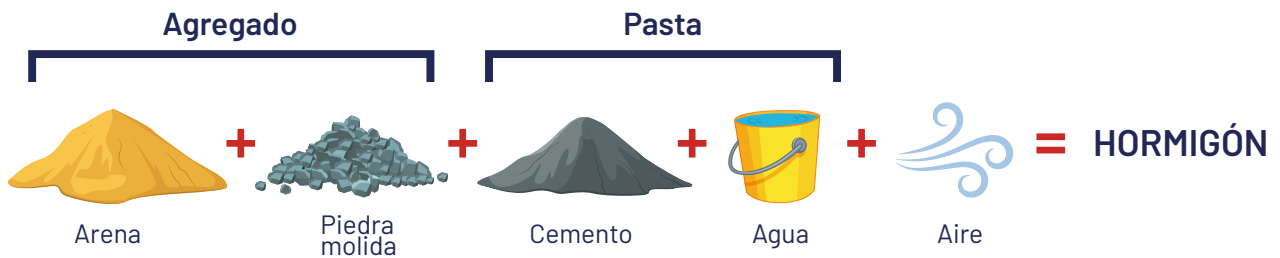 Agregado
Pasta
+ + + + = HORMIGÓN
Arena
Piedra
molida
Cemento
Agua
Aire